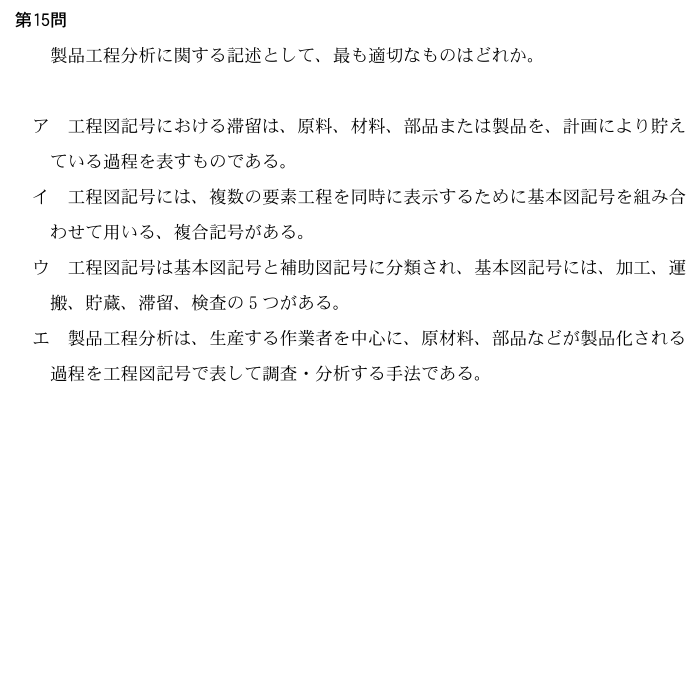 第15問
製品工程分析に関する記述として、最も適切なものはどれか。
ア　工程図記号における滞留は、原料、材料、部品または製品を、計画により貯え
ている過程を表すものである。
イ　工程図記号には、複数の要素工程を同時に表示するために基本図記号を組み合
わせて用いる、複合記号がある。
ウ　工程図記号は基本図記号と補助図記号に分類され、基本図記号には、加工、運
搬、貯蔵、滞留、検査の5つがある。
エ　製品工程分析は、生産する作業者を中心に、原材料、部品などが製品化される
過程を工程図記号で表して調査・分析する手法である。